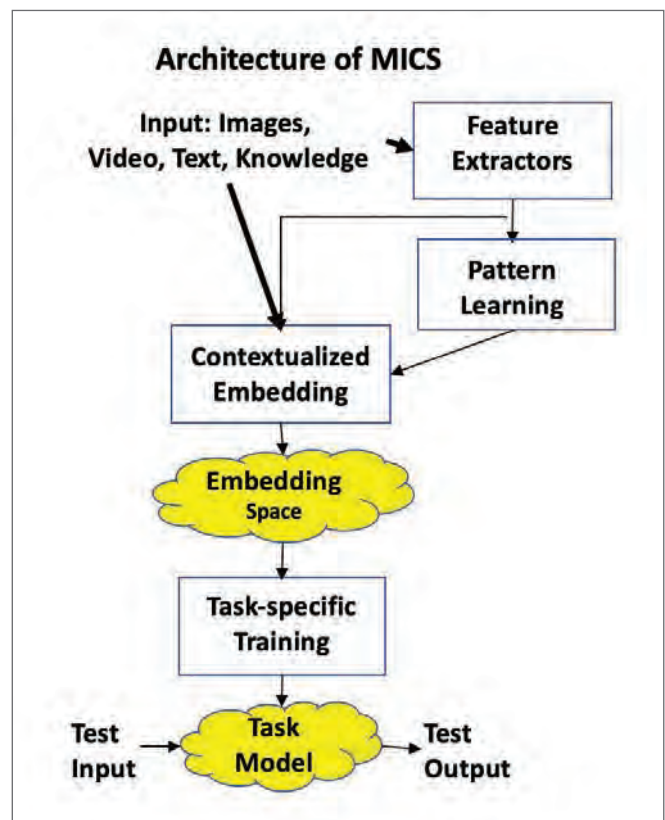 Architecture of MICS
Input: Images,
Video, Text, Knowledge
Feature
Extractors
Pattern
Learning
Contextualized
Embedding
Embedding
Space
Task-specific
Training
Test
Input
Task
Model
Test
Output